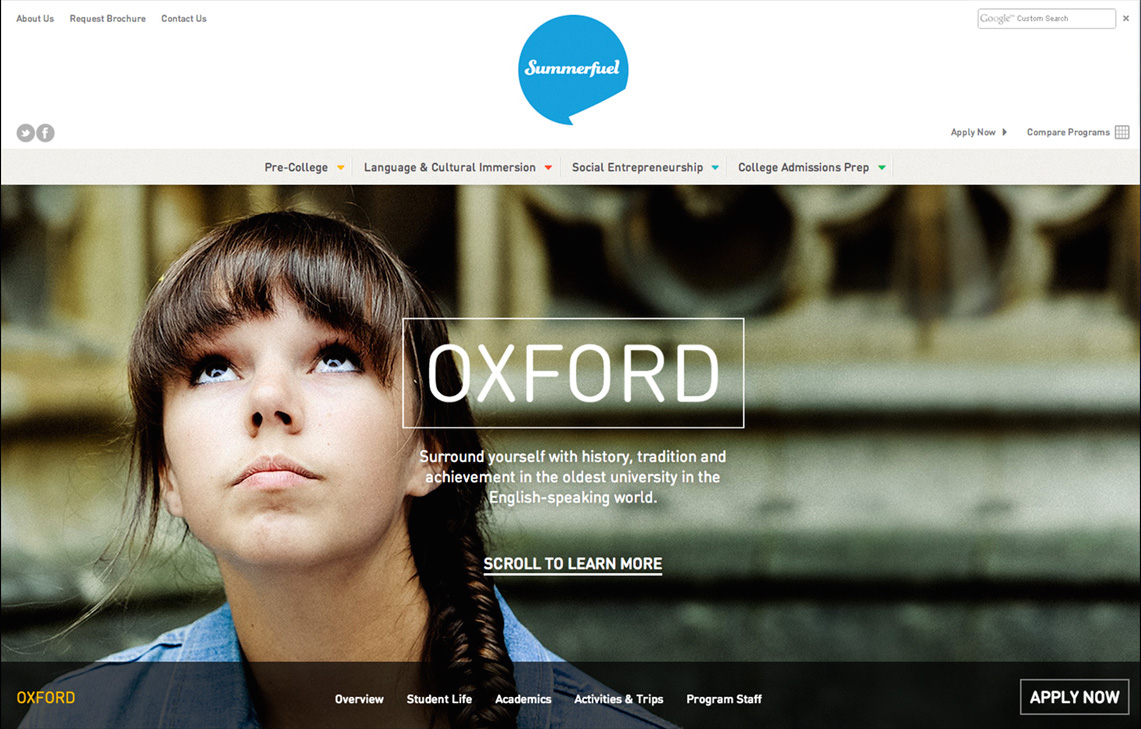 About Us Request Brochure Contact Us
Google™ Custom Search ×
Summerfuel
Apply Now Compare Programs
Pre-College Language & Cultural Immersion Social Entrepreneurship College Admissions Prep
OXFORD
Surround yourself with history, tradition and
achievement in the oldest university in the
English-speaking world.
SCROLL TO LEARN MORE
OXFORD Overview Student Life Academics Activities & Trips Program Staff APPLY NOW